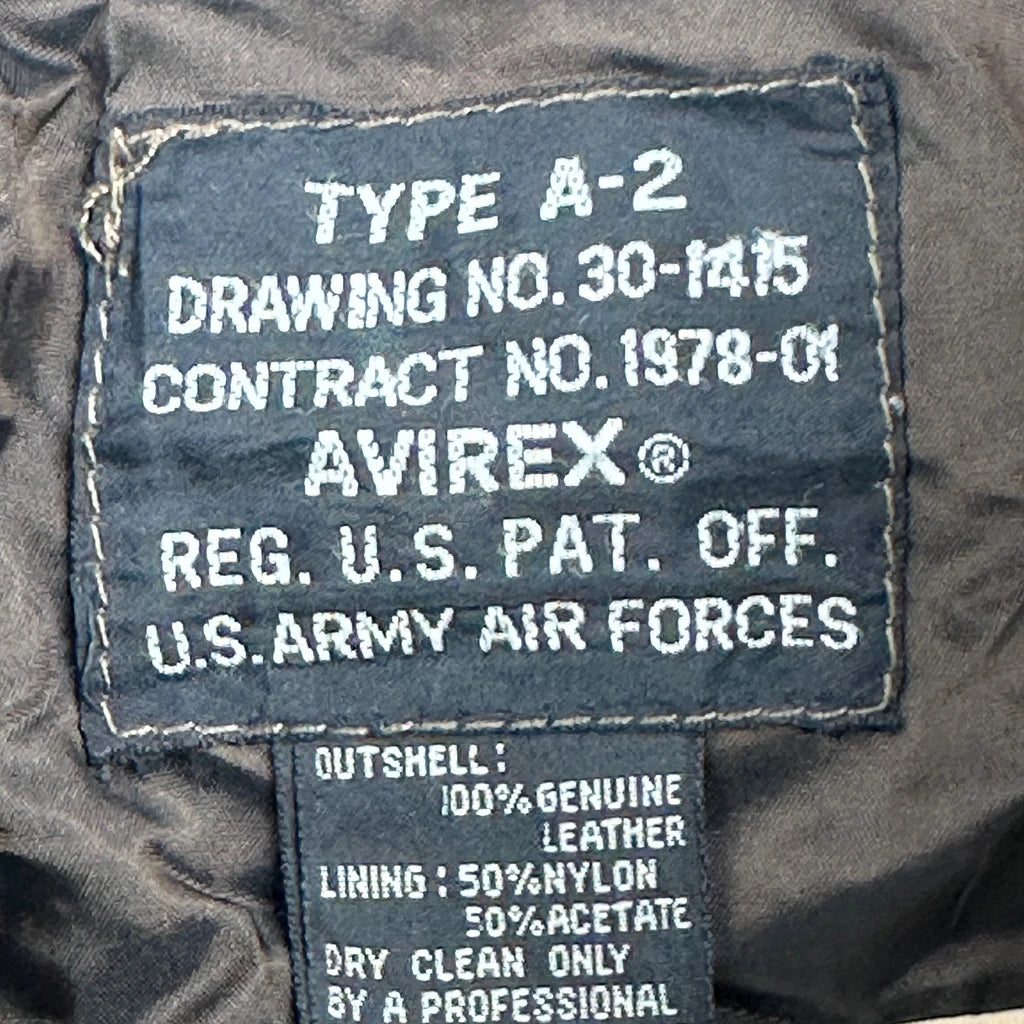 TYPE A-2
DRAWING NO. 30-1415
CONTRACT NO. 1978-01
AVIREX®
REG. U.S. PAT. OFF.
U.S. ARMY AIR FORCES
OUTSHELL:
100% GENUINE
LEATHER
LINING: 50% NYLON
50% ACETATE
DRY CLEAN ONLY
BY A PROFESSIONAL